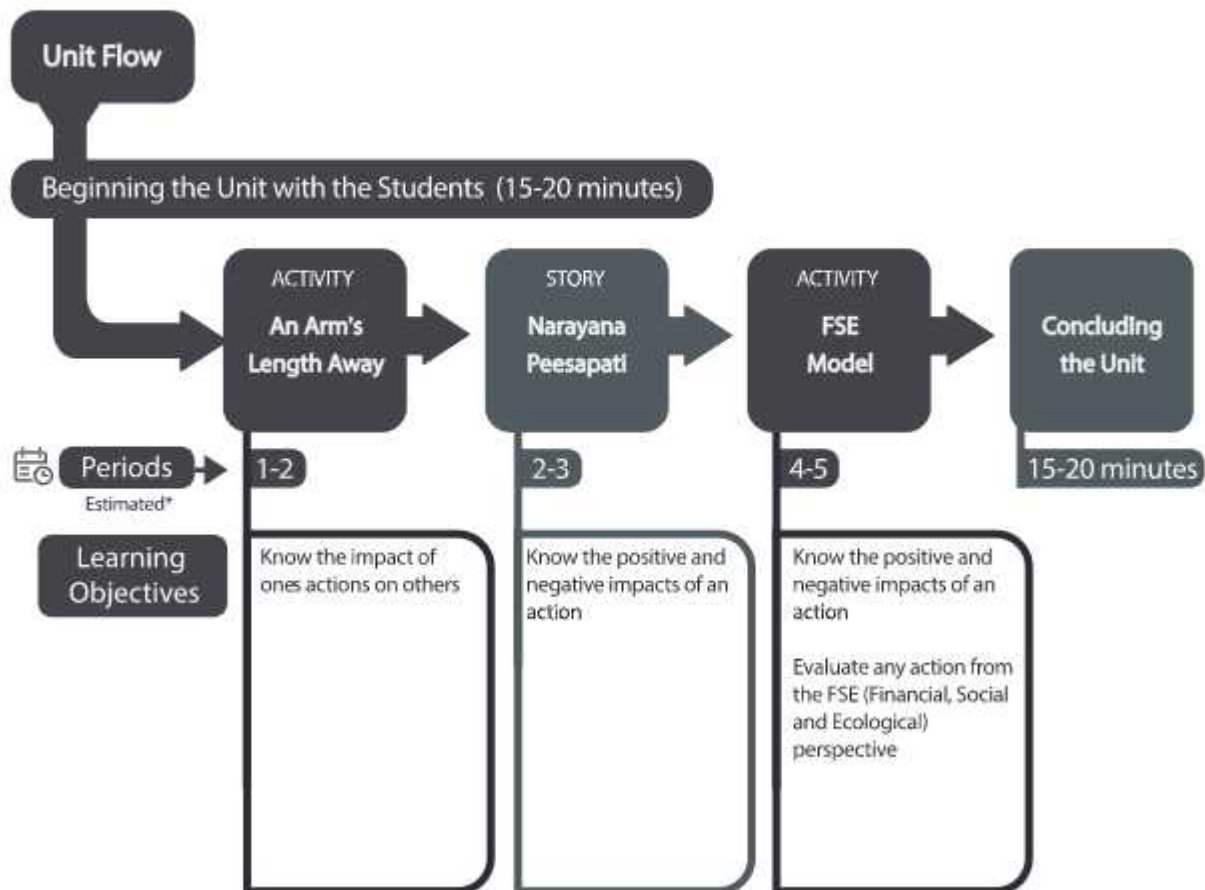 Unit Flow
Beginning the Unit with the Students (15-20 minutes)
ACTIVITY
An Arm's
Length Away
STORY
Narayana
Peesapati
ACTIVITY
FSE
Model
Concluding
the Unit
Periods
Estimated*
1-2
2-3
4-5
15-20 minutes
Learning
Objectives
Know the impact of
ones actions on others
Know the positive and
negative impacts of an
action
Know the positive and
negative impacts of an
action
Evaluate any action from
the FSE (Financial, Social
and Ecological)
perspective